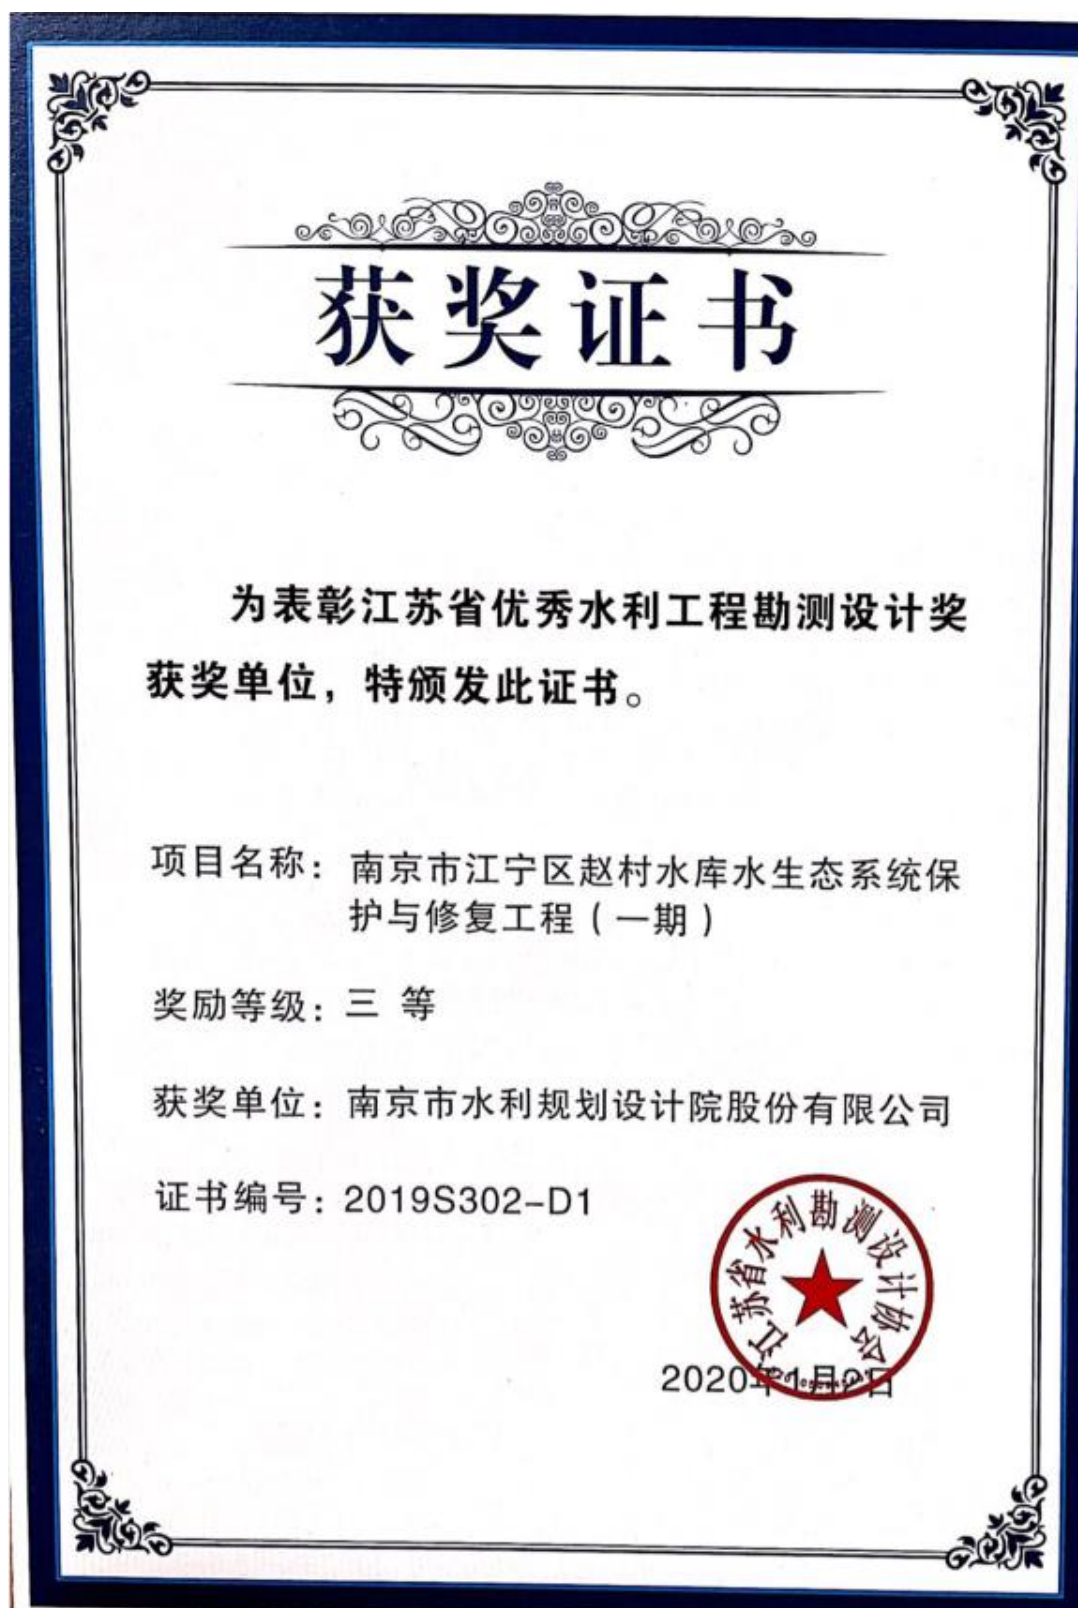 获奖证书
为表彰江苏省优秀水利工程勘测设计奖
获奖单位，特颁发此证书。
项目名称：南京市江宁区赵村水库水生态系统保
护与修复工程（一期）
奖励等级：三 等
获奖单位：南京市水利规划设计院股份有限公司
证书编号：2019S302-D1
江苏省水利勘测设计协会
2020年1月2日